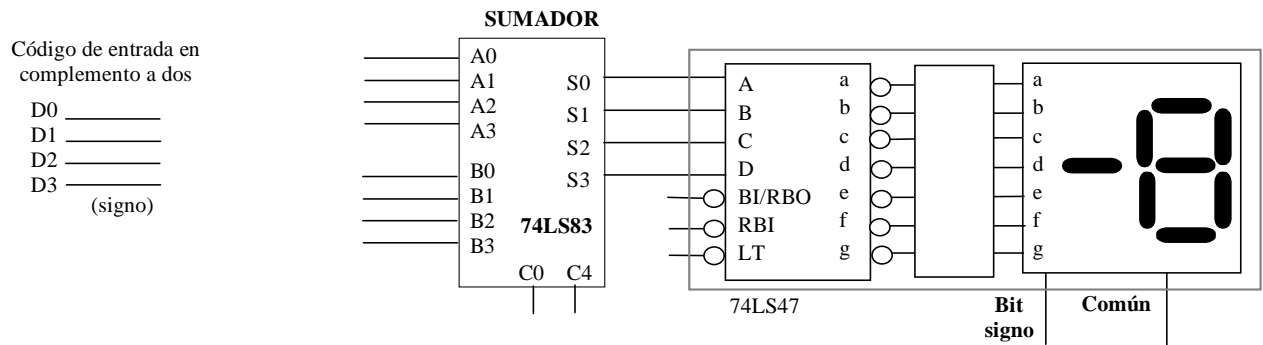 SUMADOR
Código de entrada en
complemento a dos
D0
D1
D2
D3
(signo)
A0
A1
A2
A3
B0
B1
B2
B3
S0
S1
S2
S3
74LS83
C0 C4
A
B
C
D
BI/RBO
RBI
LT
a
b
c
d
e
f
g
74LS47
a
b
c
d
e
f
g
-8
Bit
signo
Común